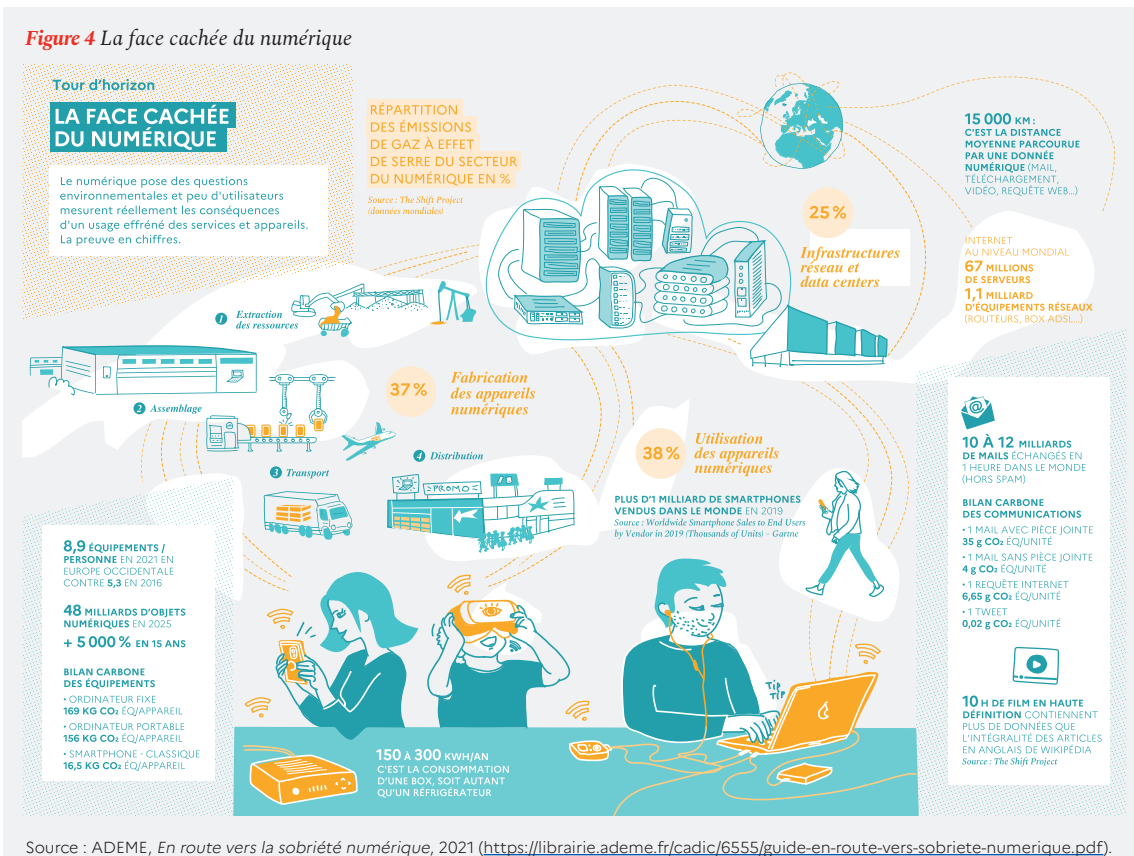 Figure 4 La face cachée du numérique
Tour d'horizon
LA FACE CACHÉE
DU NUMÉRIQUE
Le numérique pose des questions
environnementales et peu d'utilisateurs
mesurent réellement les conséquences
d'un usage effréné des services et appareils.
La preuve en chiffres.
RÉPARTITION
DES ÉMISSIONS
DE GAZ À EFFET
DE SERRE DU SECTEUR
DU NUMÉRIQUE EN %
Source : The Shift Project
(données mondiales)
15 000 KM :
C'EST LA DISTANCE
MOYENNE PARCOURUE
PAR UNE DONNÉE
NUMÉRIQUE (MAIL,
TÉLÉCHARGEMENT,
VIDÉO, REQUÊTE WEB...)
25 %
Infrastructures
réseau et
data centers
INTERNET
AU NIVEAU MONDIAL
67 MILLIONS
DE SERVEURS
1,1 MILLIARD
D'ÉQUIPEMENTS RÉSEAUX
(ROUTEURS, BOX ADSL...)
1 Extraction
des ressources
2 Assemblage
37 %
Fabrication
des appareils
numériques
3 Transport
4 Distribution
PROMO
38 %
Utilisation
des appareils
numériques
PLUS D'1 MILLIARD DE SMARTPHONES
VENDUS DANS LE MONDE EN 2019
Source : Worldwide Smartphone Sales to End Users
by Vendor in 2019 (Thousands of Units) - Gartne
@
10 À 12 MILLIARDS
DE MAILS ÉCHANGÉS EN
1 HEURE DANS LE MONDE
(HORS SPAM)
BILAN CARBONE
DES COMMUNICATIONS
• 1 MAIL AVEC PIÈCE JOINTE
35 g CO₂ ÉQ/UNITÉ
• 1 MAIL SANS PIÈCE JOINTE
4 g CO₂ ÉQ/UNITÉ
• 1 REQUÊTE INTERNET
6,65 g CO₂ ÉQ/UNITÉ
• 1 TWEET
0,02 g CO₂ ÉQ/UNITÉ
10 H DE FILM EN HAUTE
DÉFINITION CONTIENNENT
PLUS DE DONNÉES QUE
L'INTÉGRALITÉ DES ARTICLES
EN ANGLAIS DE WIKIPÉDIA
Source : The Shift Project
8,9 ÉQUIPEMENTS /
PERSONNE EN 2021 EN
EUROPE OCCIDENTALE
CONTRE 5,3 EN 2016
48 MILLIARDS D'OBJETS
NUMÉRIQUES EN 2025
+ 5 000 % EN 15 ANS
BILAN CARBONE
DES ÉQUIPEMENTS
• ORDINATEUR FIXE
169 KG CO₂ ÉQ/APPAREIL
• ORDINATEUR PORTABLE
156 KG CO₂ ÉQ/APPAREIL
• SMARTPHONE - CLASSIQUE
16,5 KG CO₂ ÉQ/APPAREIL
TIP
TIP
150 À 300 KWH/AN
C'EST LA CONSOMMATION
D'UNE BOX, SOIT AUTANT
QU'UN RÉFRIGÉRATEUR
Source : ADEME, En route vers la sobriété numérique, 2021 (https://librairie.ademe.fr/cadic/6555/guide-en-route-vers-sobriete-numerique.pdf).